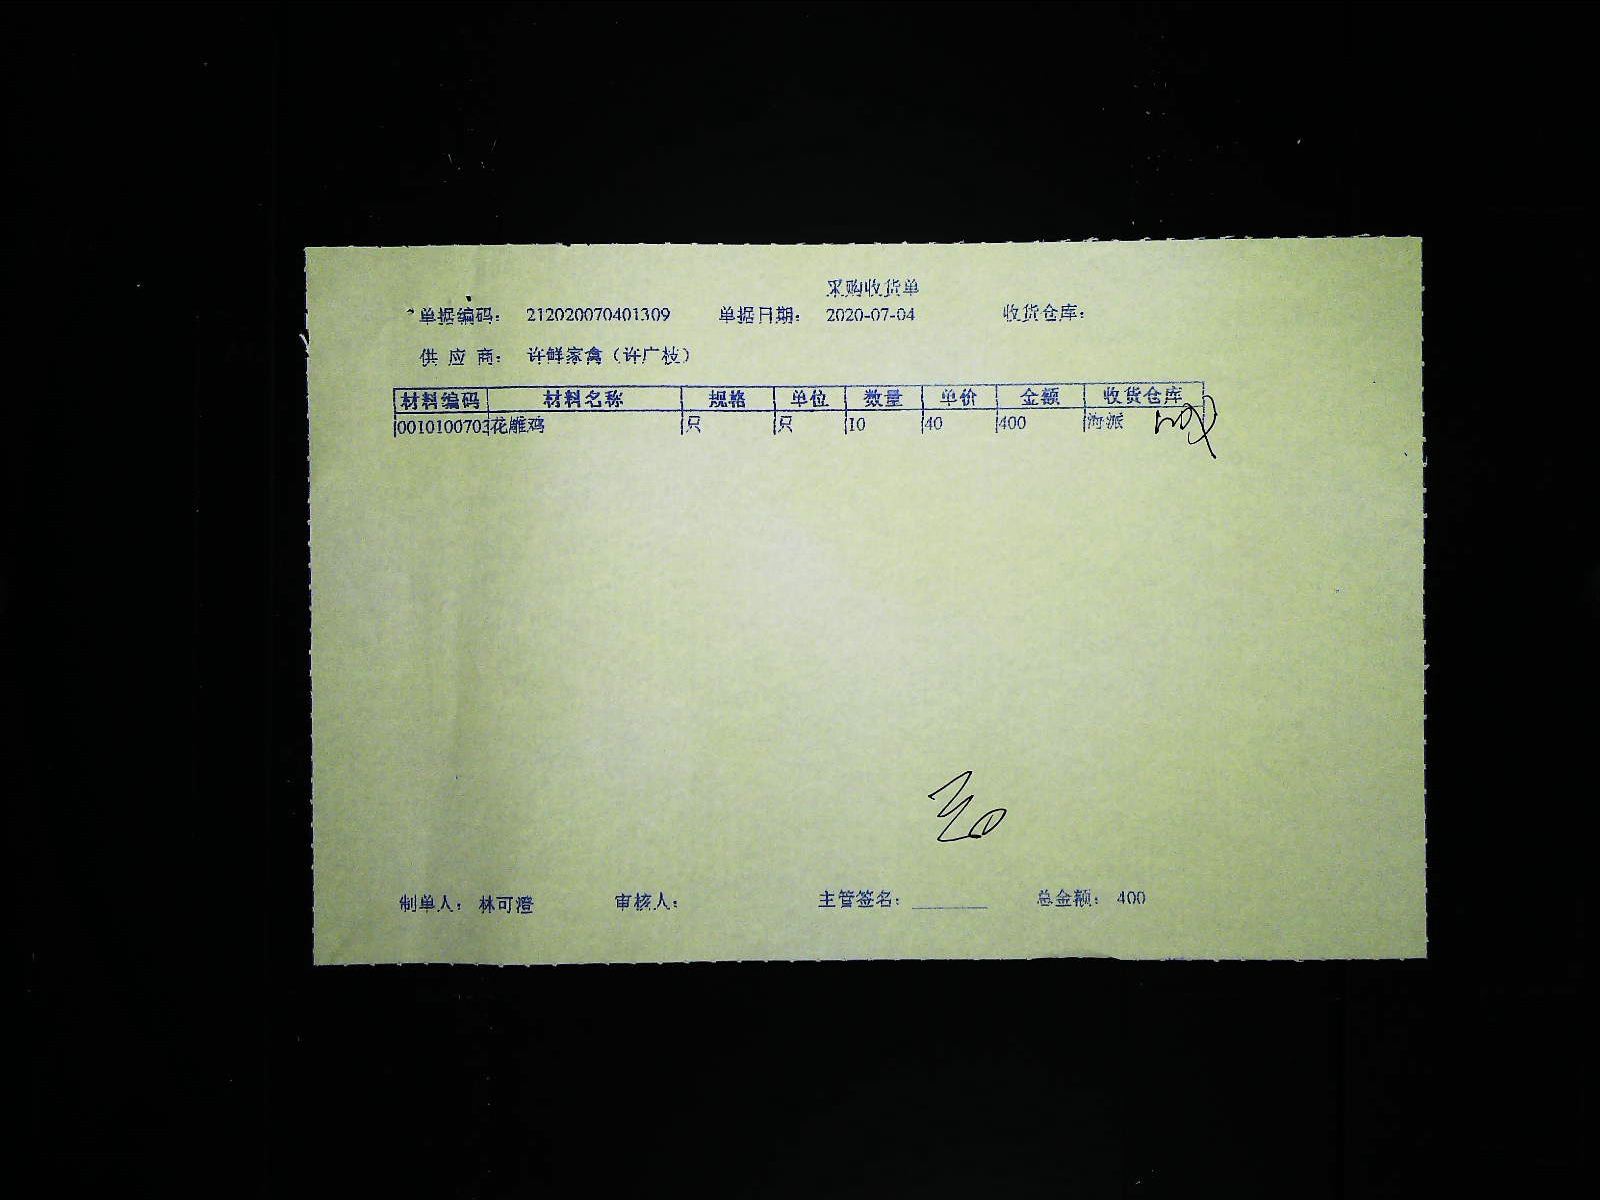 采购收货单
单据编码： 212020070401309 单据日期： 2020-07-04 收货仓库：
供 应 商： 许鲜家禽（许广枝）
材料编码 材料名称 规格 单位 数量 单价 金额 收货仓库
0010100703 花雕鸡 只 只 10 40 400 海派
制单人： 林可澄 审核人： 主管签名： 总金额： 400